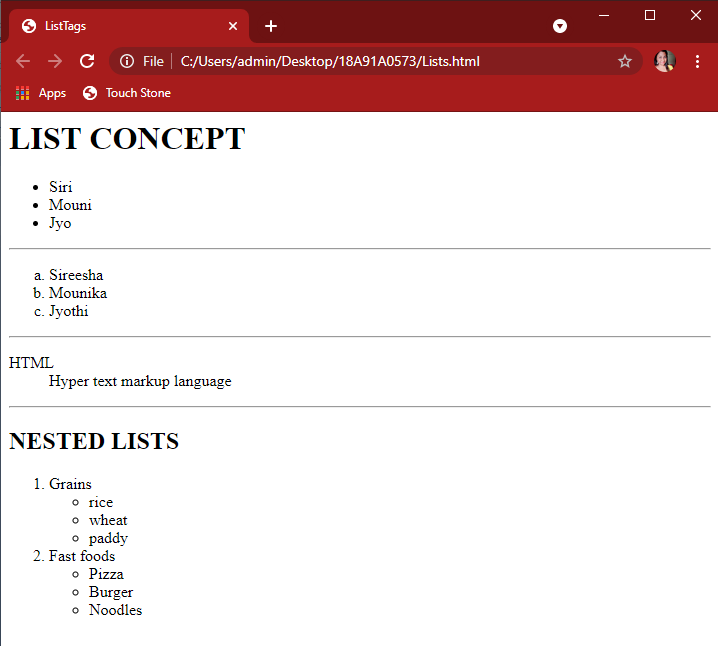 ListTags
File C:/Users/admin/Desktop/18A91A0573/Lists.html
Apps Touch Stone
LIST CONCEPT
• Siri
• Mouni
• Jyo
a. Sireesha
b. Mounika
c. Jyothi
HTML
Hyper text markup language
NESTED LISTS
1. Grains
○ rice
○ wheat
○ paddy
2. Fast foods
○ Pizza
○ Burger
○ Noodles